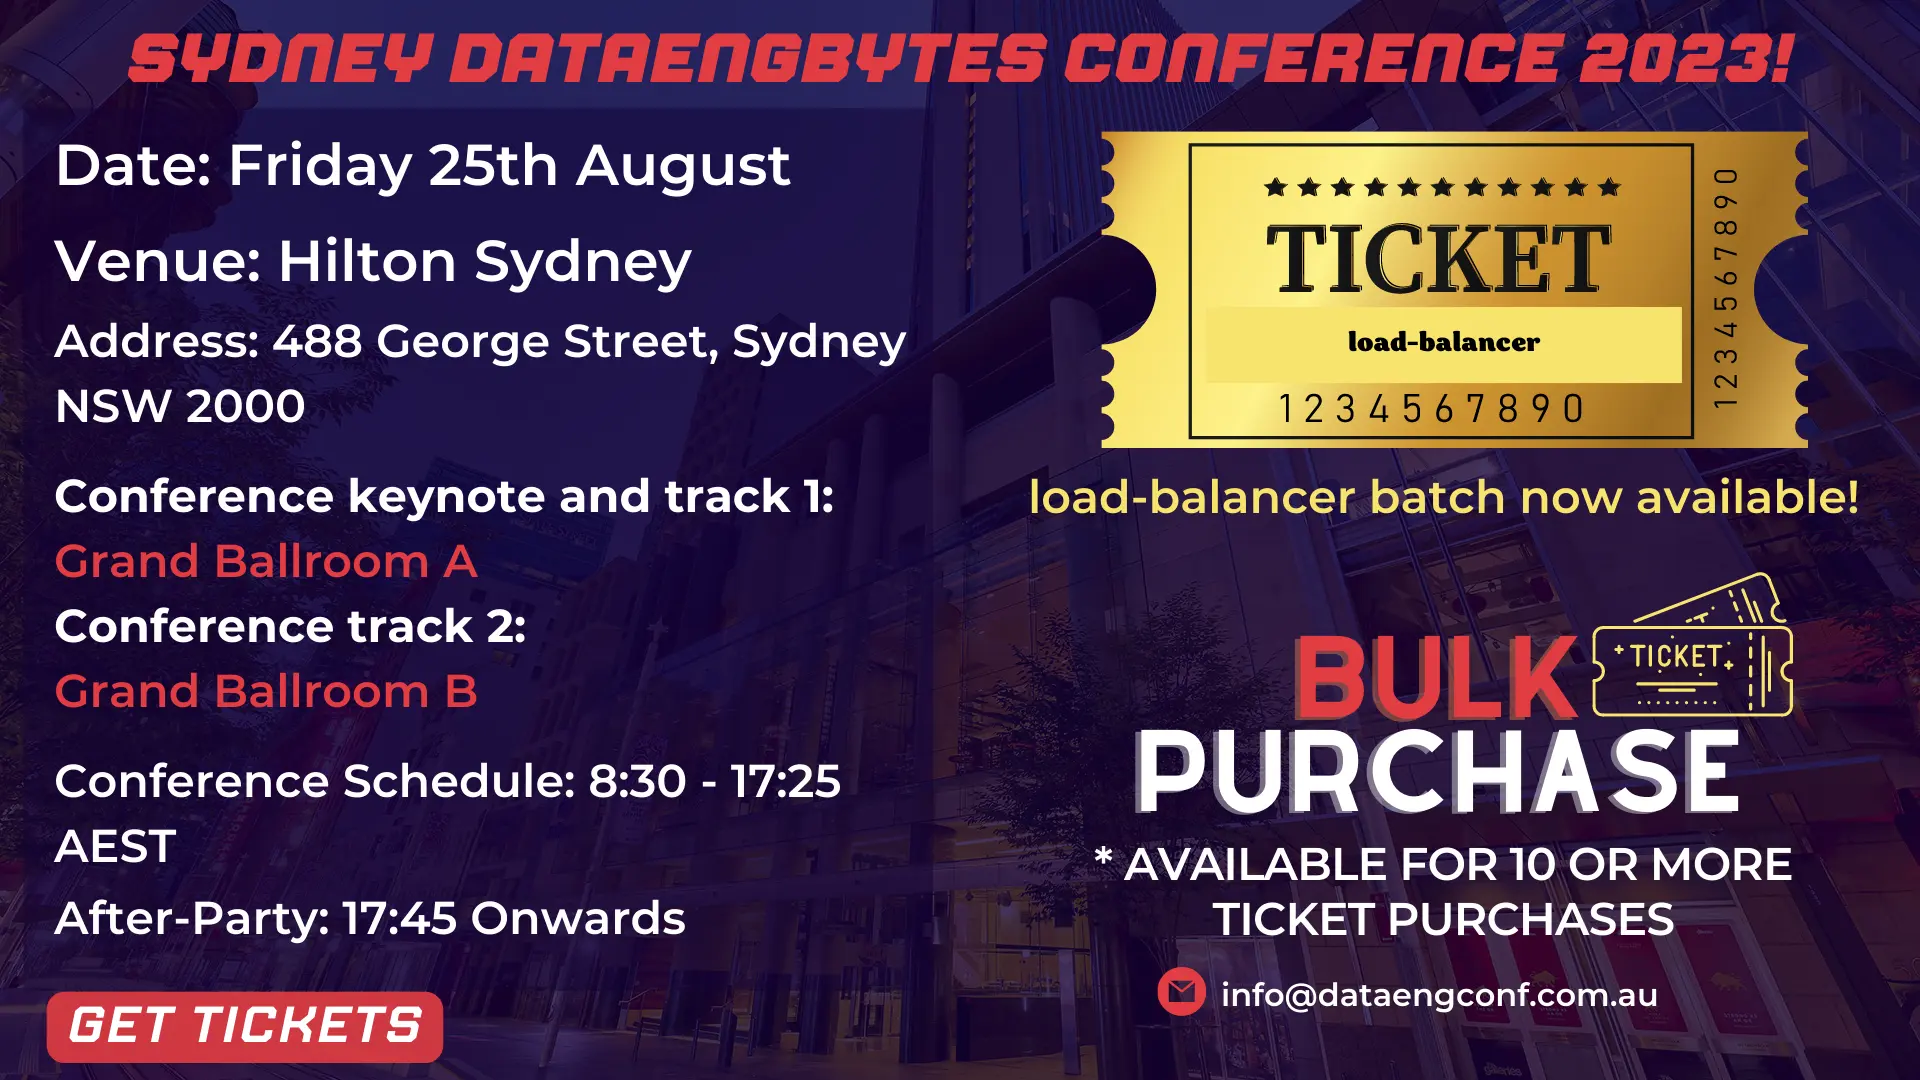 SYDNEY DATAENGBYTES CONFERENCE 2023!
Date: Friday 25th August
Venue: Hilton Sydney
Address: 488 George Street, Sydney
NSW 2000
Conference keynote and track 1:
Grand Ballroom A
Conference track 2:
Grand Ballroom B
Conference Schedule: 8:30 - 17:25
AEST
After-Party: 17:45 Onwards
GET TICKETS
TICKET
load-balancer
1234567890
1234567890
load-balancer batch now available!
TICKET
BULK
PURCHASE
* AVAILABLE FOR 10 OR MORE
TICKET PURCHASES
info@dataengconf.com.au